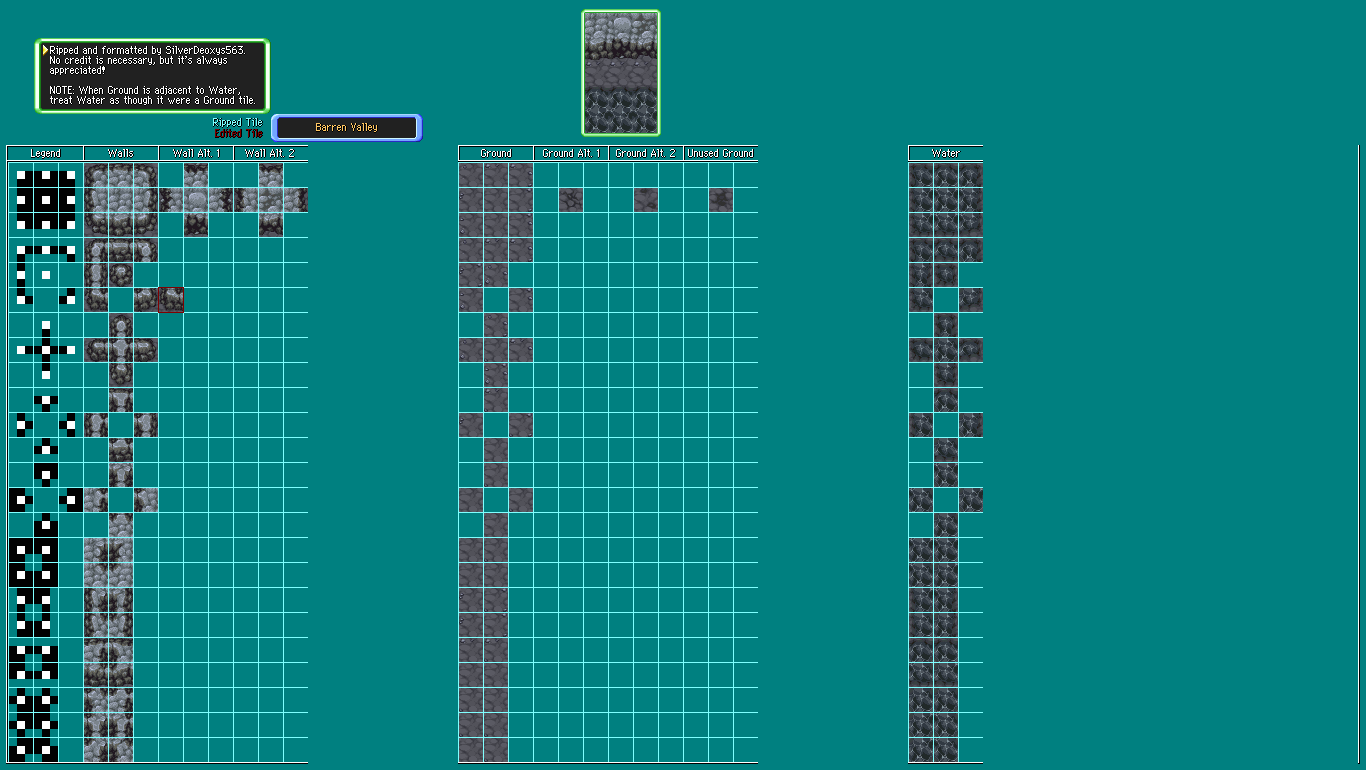 Ripped and formatted by SilverDeoxys563.
No credit is necessary, but it's always
appreciated!
NOTE: When Ground is adjacent to Water,
treat Water as though it were a Ground tile.
Ripped Tile
Edited Tile
Barren Valley
Legend
Walls
Wall Alt. 1
Wall Alt. 2
Ground
Ground Alt. 1
Ground Alt. 2
Unused Ground
Water